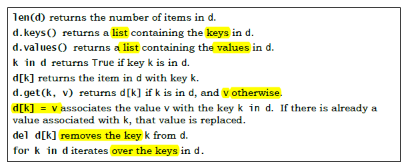 len(d) returns the number of items in d.
d.keys() returns a list containing the keys in d.
d.values() returns a list containing the values in d.
k in d returns True if key k is in d.
d[k] returns the item in d with key k.
d.get(k, v) returns d[k] if k is in d, and v otherwise.
d[k] = v associates the value v with the key k in d. If there is already a
value associated with k, that value is replaced.
del d[k] removes the key k from d.
for k in d iterates over the keys in d.